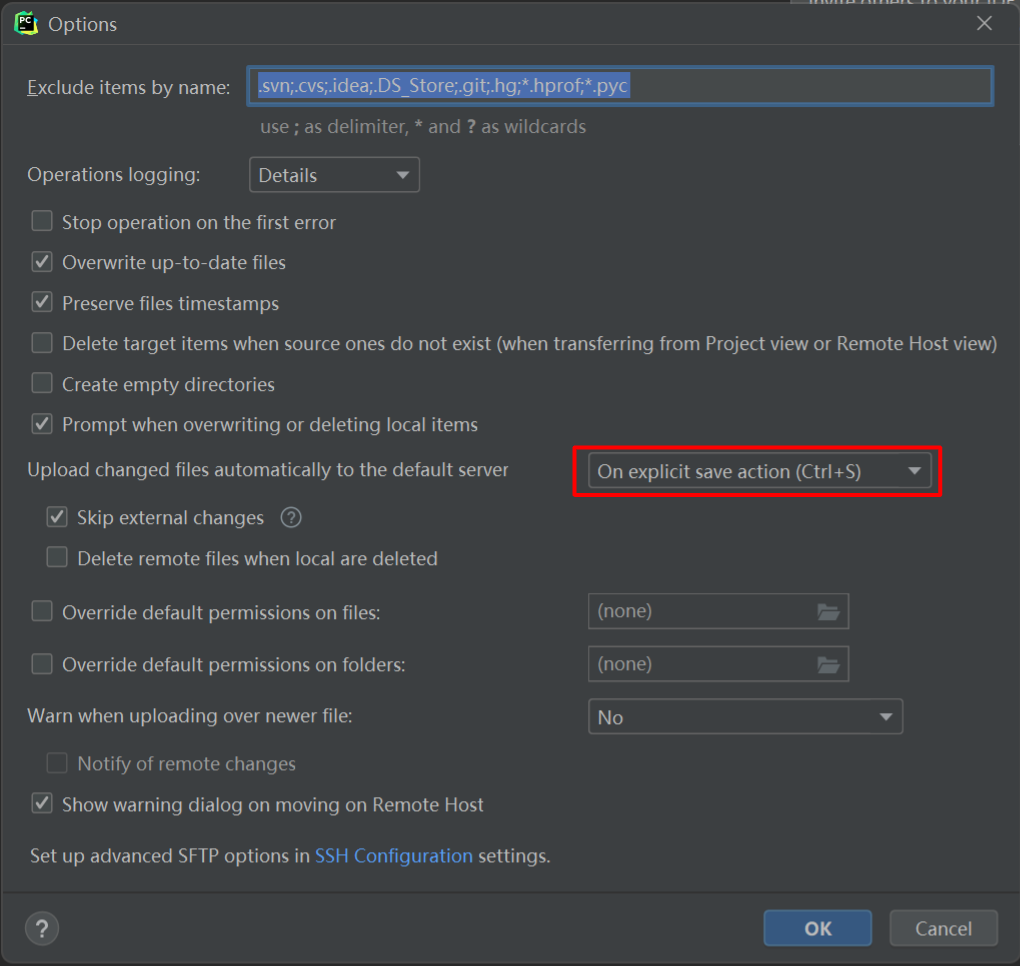 Options
Exclude items by name: .svn;.cvs;.idea;.DS_Store;.git;.hg;*.hprof;*.pyc
use ; as delimiter, * and ? as wildcards
Operations logging: Details
Stop operation on the first error
Overwrite up-to-date files
Preserve files timestamps
Delete target items when source ones do not exist (when transferring from Project view or Remote Host view)
Create empty directories
Prompt when overwriting or deleting local items
Upload changed files automatically to the default server On explicit save action (Ctrl+S)
Skip external changes ?
Delete remote files when local are deleted
Override default permissions on files: (none)
Override default permissions on folders: (none)
Warn when uploading over newer file: No
Notify of remote changes
Show warning dialog on moving on Remote Host
Set up advanced SFTP options in SSH Configuration settings.
? OK Cancel